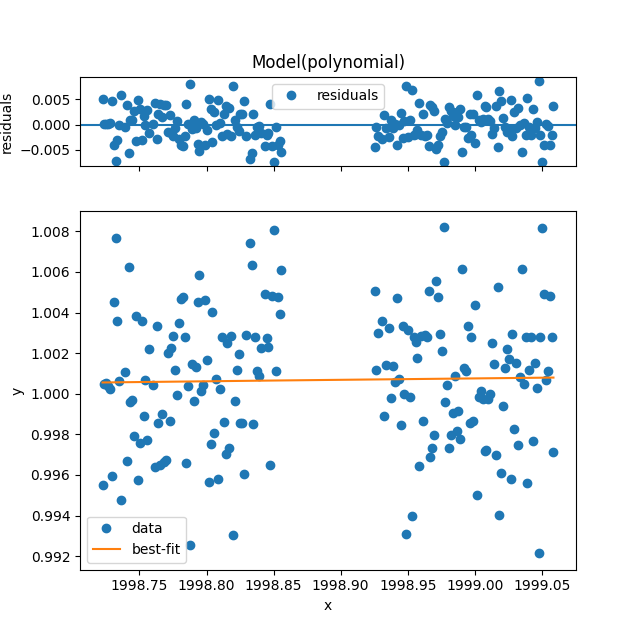 Model(polynomial)
residuals
0.005
0.000
−0.005
residuals
y
1.008
1.006
1.004
1.002
1.000
0.998
0.996
0.994
0.992
data
best-fit
1998.75 1998.80 1998.85 1998.90 1998.95 1999.00 1999.05
x